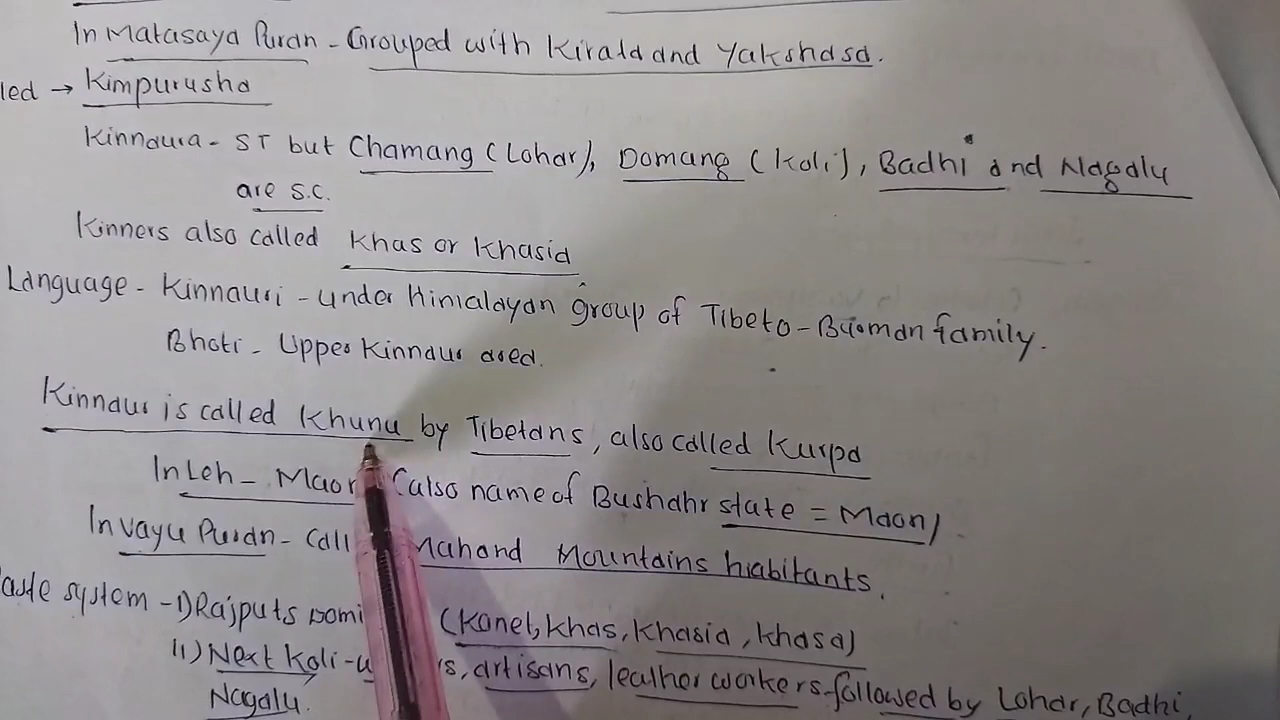 In Matasaya Puran - Grouped with Kirata and Yakshasa.
led → Kimpurusha
Kinnaura - ST but Chamang (Lohar), Domang (Koli), Badhi and Nagalu
are s.c.
Kinners also called Khas or Khasia
Language - Kinnauri - under Himalayan group of Tibeto-Burman family.
Bhoti - Upper Kinnaur area.
Kinnaur is called Khunu by Tibetans, also called Kurpa
In Leh - Maon (also name of Bushahr state = Maon)
In Vayu Puran - Call Mahand Mountains habitants.
aste system - 1) Rajputs Domi (Kanet, Khas, Khasia, Khasa)
11) Next Koli - rs, artisans, leather workers - followed by Lohar, Badhi,
Nagalu.